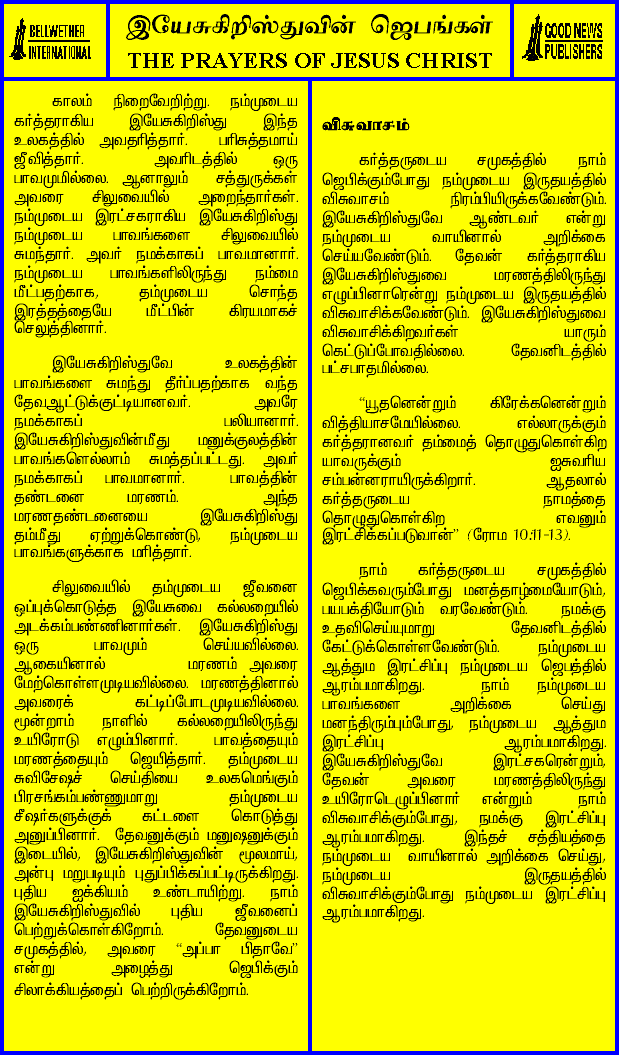 BELLWETHER
INTERNATIONAL
இயேசுகிறிஸ்துவின் ஜெபங்கள்
THE PRAYERS OF JESUS CHRIST
GOOD NEWS
PUBLISHERS
காலம் நிறைவேறிற்று. நம்முடைய
கர்த்தராகிய இயேசுகிறிஸ்து இந்த
உலகத்தில் அவதரித்தார். பரிசுத்தமாய்
ஜீவித்தார். அவரிடத்தில் ஒரு
பாவமுமில்லை. ஆனாலும் சத்துருக்கள்
அவரை சிலுவையில் அறைந்தார்கள்.
நம்முடைய இரட்சகராகிய இயேசுகிறிஸ்து
நம்முடைய பாவங்களை சிலுவையில்
சுமந்தார். அவர் நமக்காகப் பாவமானார்.
நம்முடைய பாவங்களிலிருந்து நம்மை
மீட்பதற்காக, தம்முடைய சொந்த
இரத்தத்தையே மீட்பின் கிரயமாகச்
செலுத்தினார்.
இயேசுகிறிஸ்துவே உலகத்தின்
பாவங்களை சுமந்து தீர்ப்பதற்காக வந்த
தேவஆட்டுக்குட்டியானவர். அவரே
நமக்காகப் பலியானார்.
இயேசுகிறிஸ்துவின்மீது மனுக்குலத்தின்
பாவங்களெல்லாம் சுமத்தப்பட்டது. அவர்
நமக்காகப் பாவமானார். பாவத்தின்
தண்டனை மரணம். அந்த
மரணதண்டனையை இயேசுகிறிஸ்து
தம்மீது ஏற்றுக்கொண்டு, நம்முடைய
பாவங்களுக்காக மரித்தார்.
சிலுவையில் தம்முடைய ஜீவனை
ஒப்புக்கொடுத்த இயேசுவை கல்லறையில்
அடக்கம்பண்ணினார்கள். இயேசுகிறிஸ்து
ஒரு பாவமும் செய்யவில்லை.
ஆகையினால் மரணம் அவரை
மேற்கொள்ளமுடியவில்லை. மரணத்தினால்
அவரைக் கட்டிப்போடமுடியவில்லை.
மூன்றாம் நாளில் கல்லறையிலிருந்து
உயிரோடு எழும்பினார். பாவத்தையும்
மரணத்தையும் ஜெயித்தார். தம்முடைய
சுவிசேஷச் செய்தியை உலகமெங்கும்
பிரசங்கம்பண்ணுமாறு தம்முடைய
சீஷர்களுக்குக் கட்டளை கொடுத்து
அனுப்பினார். தேவனுக்கும் மனுஷனுக்கும்
இடையில், இயேசுகிறிஸ்துவின் மூலமாய்,
அன்பு மறுபடியும் புதுப்பிக்கப்பட்டிருக்கிறது.
புதிய ஐக்கியம் உண்டாயிற்று. நாம்
இயேசுகிறிஸ்துவில் புதிய ஜீவனைப்
பெற்றுக்கொள்கிறோம். தேவனுடைய
சமுகத்தில், அவரை “அப்பா பிதாவே”
என்று அழைத்து ஜெபிக்கும்
சிலாக்கியத்தைப் பெற்றிருக்கிறோம்.
விசுவாசம்
கர்த்தருடைய சமுகத்தில் நாம்
ஜெபிக்கும்போது நம்முடைய இருதயத்தில்
விசுவாசம் நிரம்பியிருக்கவேண்டும்.
இயேசுகிறிஸ்துவே ஆண்டவர் என்று
நம்முடைய வாயினால் அறிக்கை
செய்யவேண்டும். தேவன் கர்த்தராகிய
இயேசுகிறிஸ்துவை மரணத்திலிருந்து
எழுப்பினாரென்று நம்முடைய இருதயத்தில்
விசுவாசிக்கவேண்டும். இயேசுகிறிஸ்துவை
விசுவாசிக்கிறவர்கள் யாரும்
கெட்டுப்போவதில்லை. தேவனிடத்தில்
பட்சபாதமில்லை.
“யூதனென்றும் கிரேக்கனென்றும்
வித்தியாசமேயில்லை. எல்லாருக்கும்
கர்த்தரானவர் தம்மைத் தொழுதுகொள்கிற
யாவருக்கும் ஐசுவரிய
சம்பன்னராயிருக்கிறார். ஆதலால்
கர்த்தருடைய நாமத்தை
தொழுதுகொள்கிற எவனும்
இரட்சிக்கப்படுவான்” (ரோம 10:11-13).
நாம் கர்த்தருடைய சமுகத்தில்
ஜெபிக்கவரும்போது மனத்தாழ்மையோடும்,
பயபக்தியோடும் வரவேண்டும். நமக்கு
உதவிசெய்யுமாறு தேவனிடத்தில்
கேட்டுக்கொள்ளவேண்டும். நம்முடைய
ஆத்தும இரட்சிப்பு நம்முடைய ஜெபத்தில்
ஆரம்பமாகிறது. நாம் நம்முடைய
பாவங்களை அறிக்கை செய்து
மனந்திரும்பும்போது, நம்முடைய ஆத்தும
இரட்சிப்பு ஆரம்பமாகிறது.
இயேசுகிறிஸ்துவே இரட்சகரென்றும்,
தேவன் அவரை மரணத்திலிருந்து
உயிரோடெழுப்பினார் என்றும் நாம்
விசுவாசிக்கும்போது, நமக்கு இரட்சிப்பு
ஆரம்பமாகிறது. இந்தச் சத்தியத்தை
நம்முடைய வாயினால் அறிக்கை செய்து,
நம்முடைய இருதயத்தில்
விசுவாசிக்கும்போது நம்முடைய இரட்சிப்பு
ஆரம்பமாகிறது.